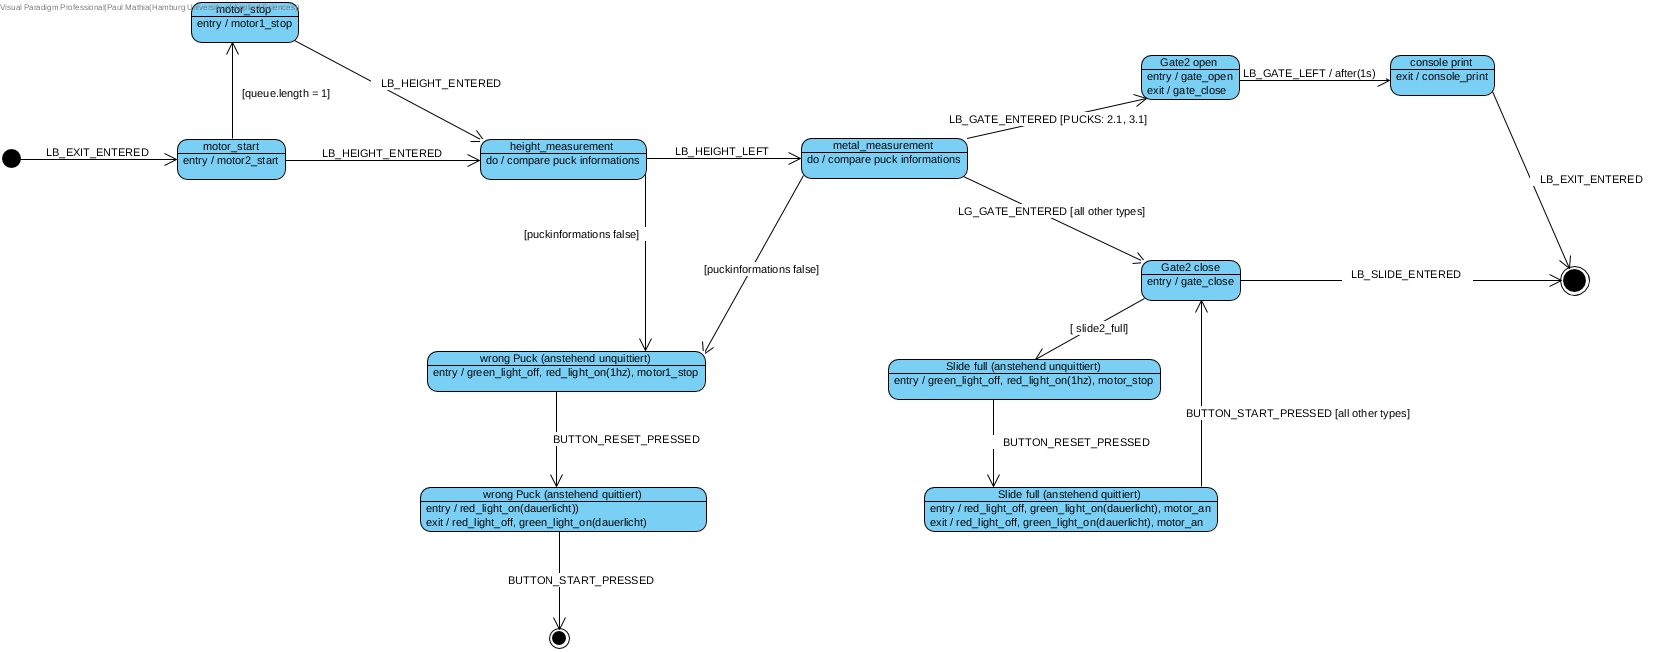 Visual Paradigm Professional(Paul Mathia(Hamburg University of Applied Sciences))
motor_stop
entry / motor1_stop
LB_HEIGHT_ENTERED
[queue.length = 1]
LB_EXIT_ENTERED
motor_start
entry / motor2_start
LB_HEIGHT_ENTERED
height_measurement
do / compare puck informations
LB_HEIGHT_LEFT
metal_measurement
do / compare puck informations
LB_GATE_ENTERED [PUCKS: 2.1, 3.1]
Gate2 open
entry / gate_open
exit / gate_close
LB_GATE_LEFT / after(1s)
console print
exit / console_print
LB_EXIT_ENTERED
LG_GATE_ENTERED [all other types]
[puckinformations false]
[puckinformations false]
Gate2 close
entry / gate_close
LB_SLIDE_ENTERED
[ slide2_full]
wrong Puck (anstehend unquittiert)
entry / green_light_off, red_light_on(1hz), motor1_stop
Slide full (anstehend unquittiert)
entry / green_light_off, red_light_on(1hz), motor_stop
BUTTON_START_PRESSED [all other types]
BUTTON_RESET_PRESSED
BUTTON_RESET_PRESSED
wrong Puck (anstehend quittiert)
entry / red_light_on(dauerlicht))
exit / red_light_off, green_light_on(dauerlicht)
Slide full (anstehend quittiert)
entry / red_light_off, green_light_on(dauerlicht), motor_an
exit / red_light_off, green_light_on(dauerlicht), motor_an
BUTTON_START_PRESSED